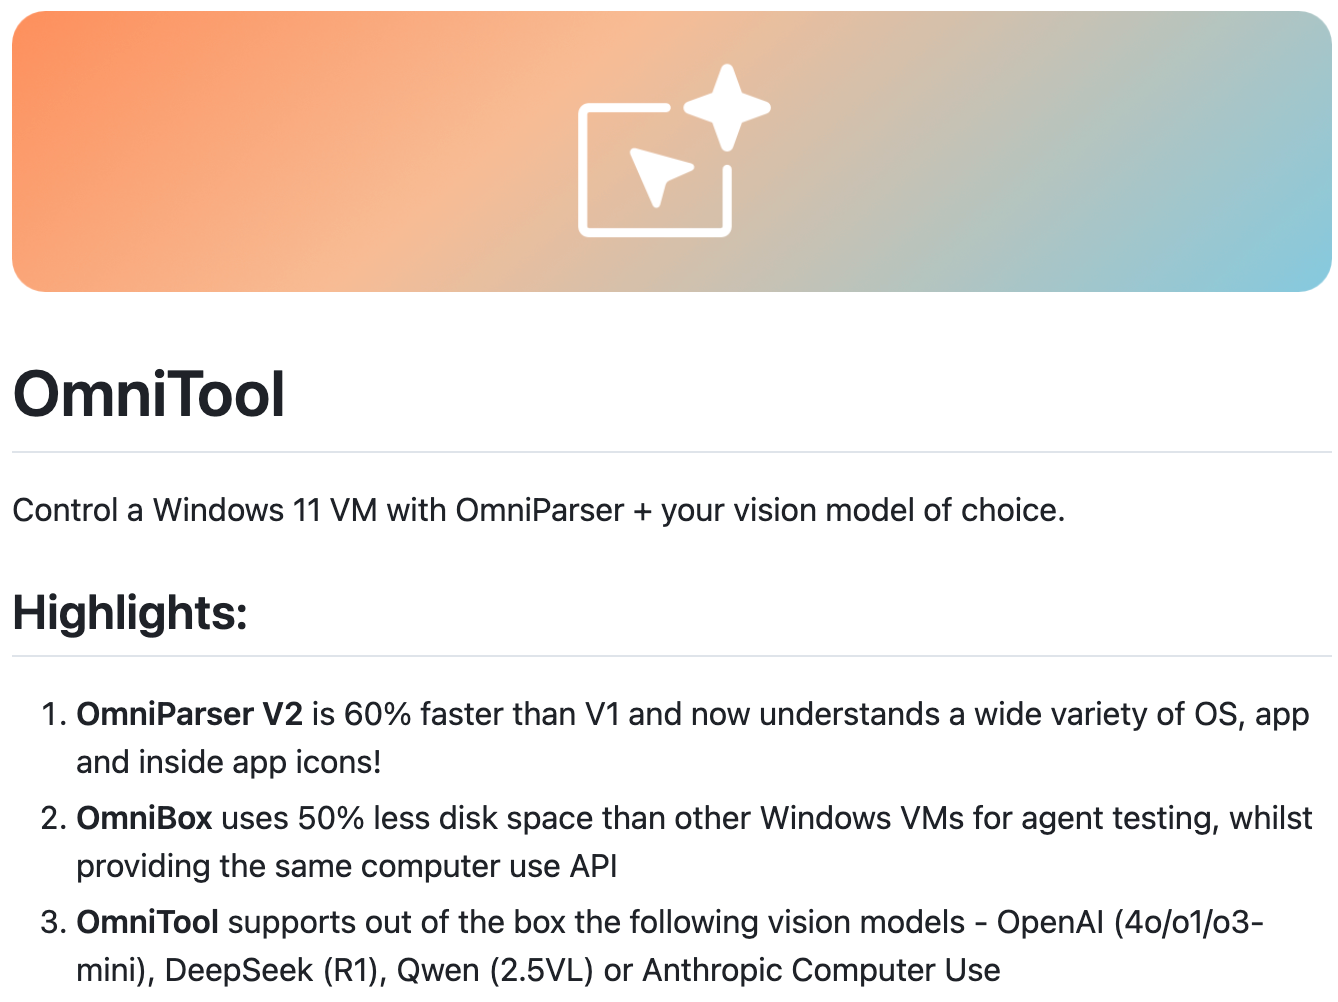 OmniTool
Control a Windows 11 VM with OmniParser + your vision model of choice.
Highlights:
1. OmniParser V2 is 60% faster than V1 and now understands a wide variety of OS, app
and inside app icons!
2. OmniBox uses 50% less disk space than other Windows VMs for agent testing, whilst
providing the same computer use API
3. OmniTool supports out of the box the following vision models - OpenAI (4o/o1/o3-
mini), DeepSeek (R1), Qwen (2.5VL) or Anthropic Computer Use